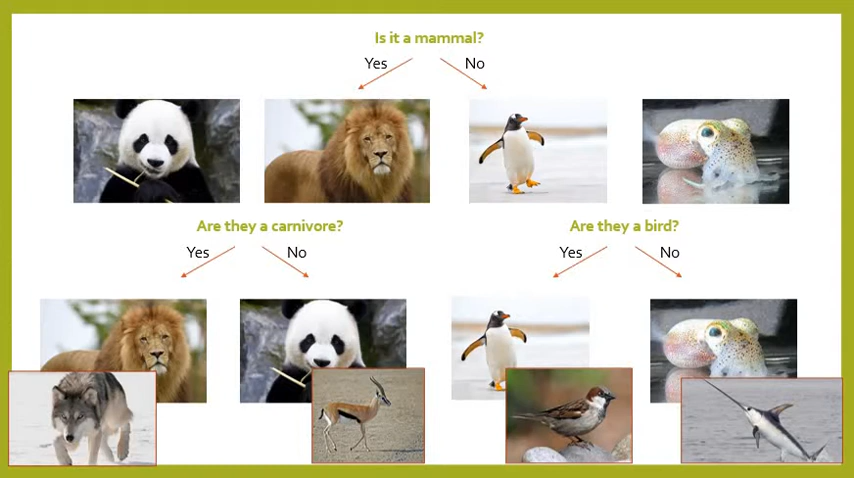 Is it a mammal?
Yes No
Are they a carnivore? Are they a bird?
Yes No Yes No